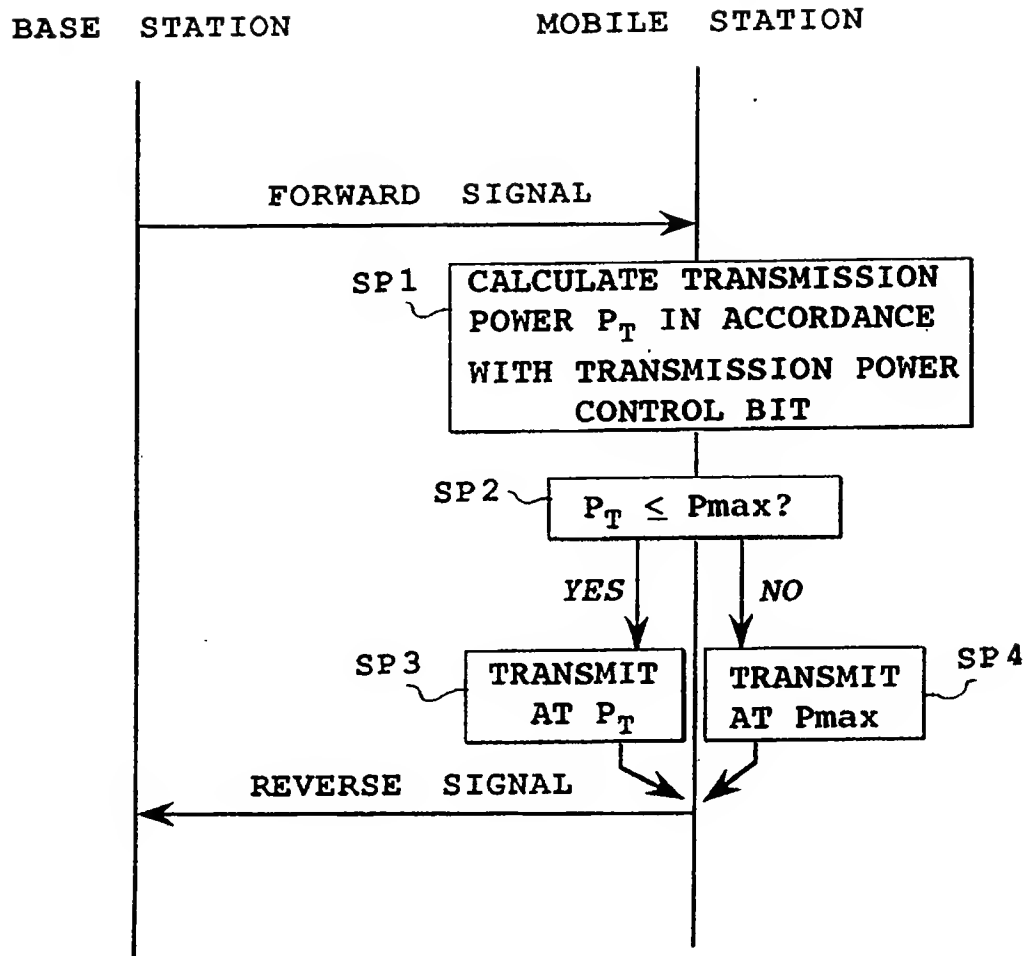 BASE STATION
MOBILE STATION
FORWARD SIGNAL
SP1
CALCULATE TRANSMISSION
POWER P_T IN ACCORDANCE
WITH TRANSMISSION POWER
CONTROL BIT
SP2
P_T ≤ Pmax?
YES
NO
SP3
TRANSMIT
AT P_T
TRANSMIT
AT Pmax
SP4
REVERSE SIGNAL